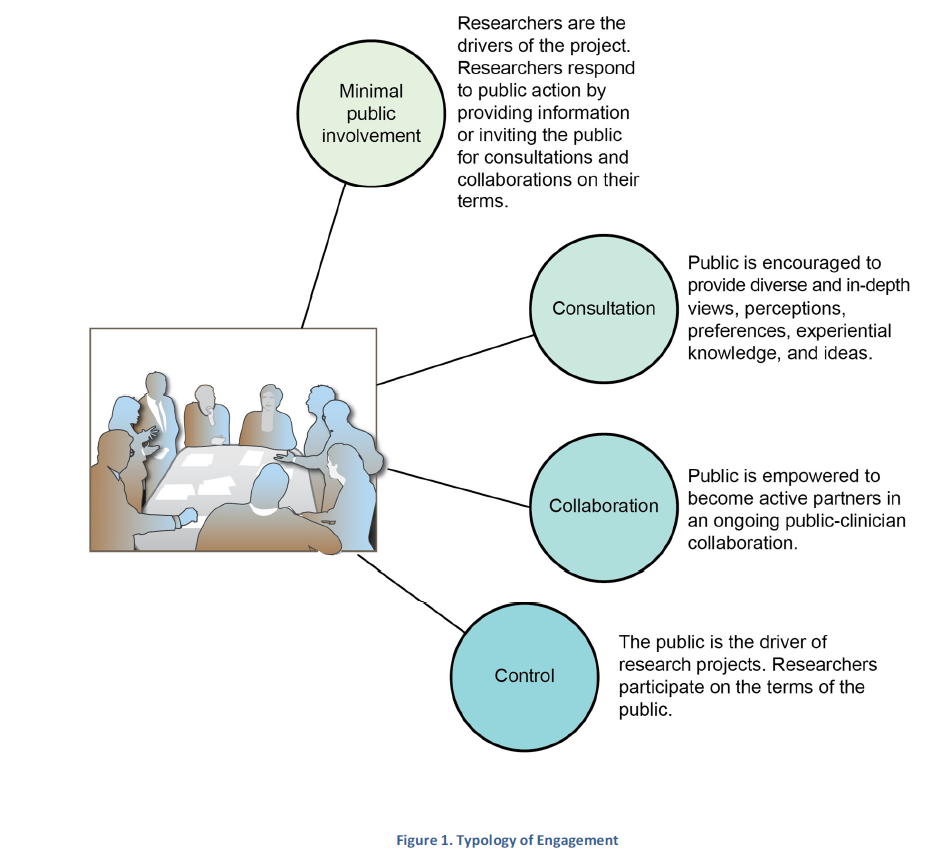 Minimal
public
involvement
Researchers are the
drivers of the project.
Researchers respond
to public action by
providing information
or inviting the public
for consultations and
collaborations on their
terms.
Consultation
Public is encouraged to
provide diverse and in-depth
views, perceptions,
preferences, experiential
knowledge, and ideas.
Collaboration
Public is empowered to
become active partners in
an ongoing public-clinician
collaboration.
Control
The public is the driver of
research projects. Researchers
participate on the terms of the
public.
Figure 1. Typology of Engagement